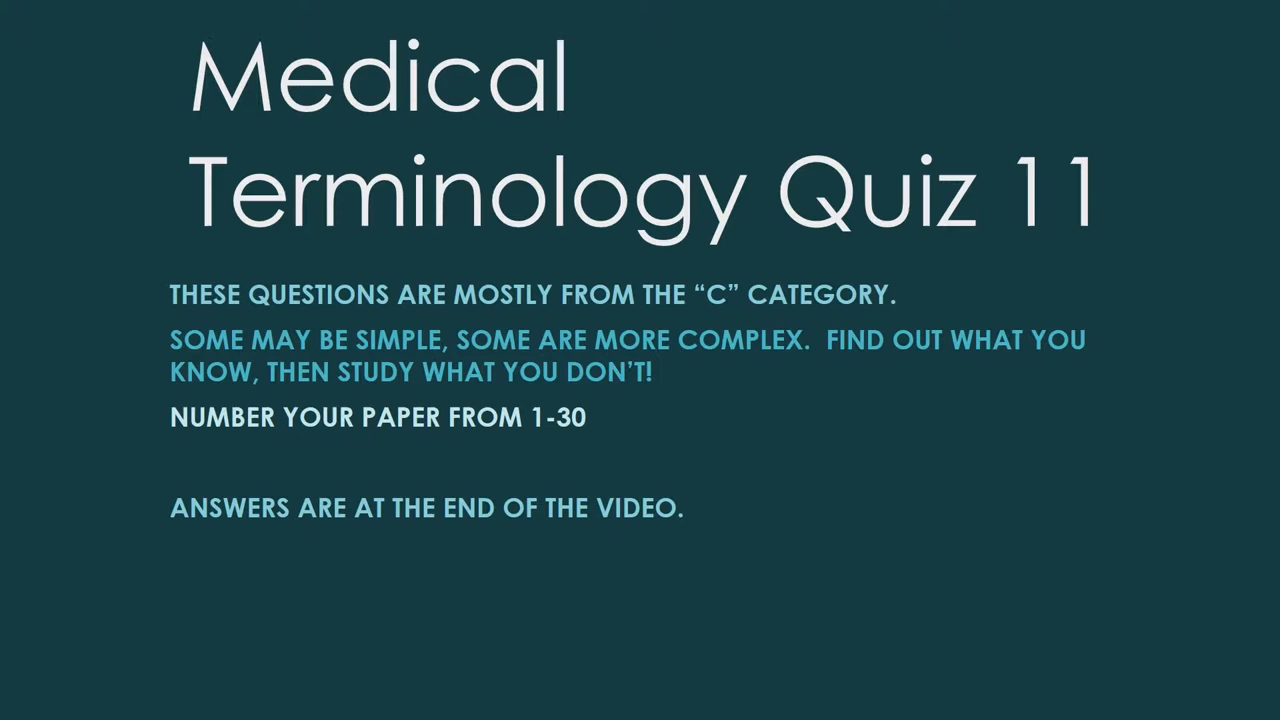 Medical
Terminology Quiz 11
THESE QUESTIONS ARE MOSTLY FROM THE “C” CATEGORY.
SOME MAY BE SIMPLE, SOME ARE MORE COMPLEX.  FIND OUT WHAT YOU
KNOW, THEN STUDY WHAT YOU DON’T!
NUMBER YOUR PAPER FROM 1-30
ANSWERS ARE AT THE END OF THE VIDEO.